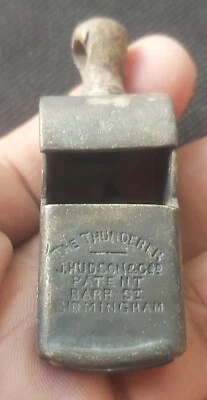 THE THUNDERER
J. HUDSON & Co
PATENT
BARR ST
BIRMINGHAM